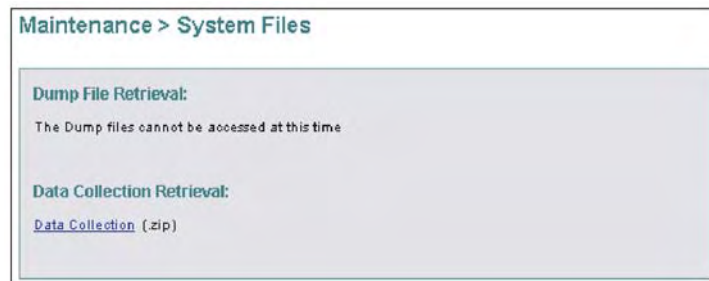 Maintenance > System Files
Dump File Retrieval:
The Dump files cannot be accessed at this time
Data Collection Retrieval:
Data Collection (.zip)